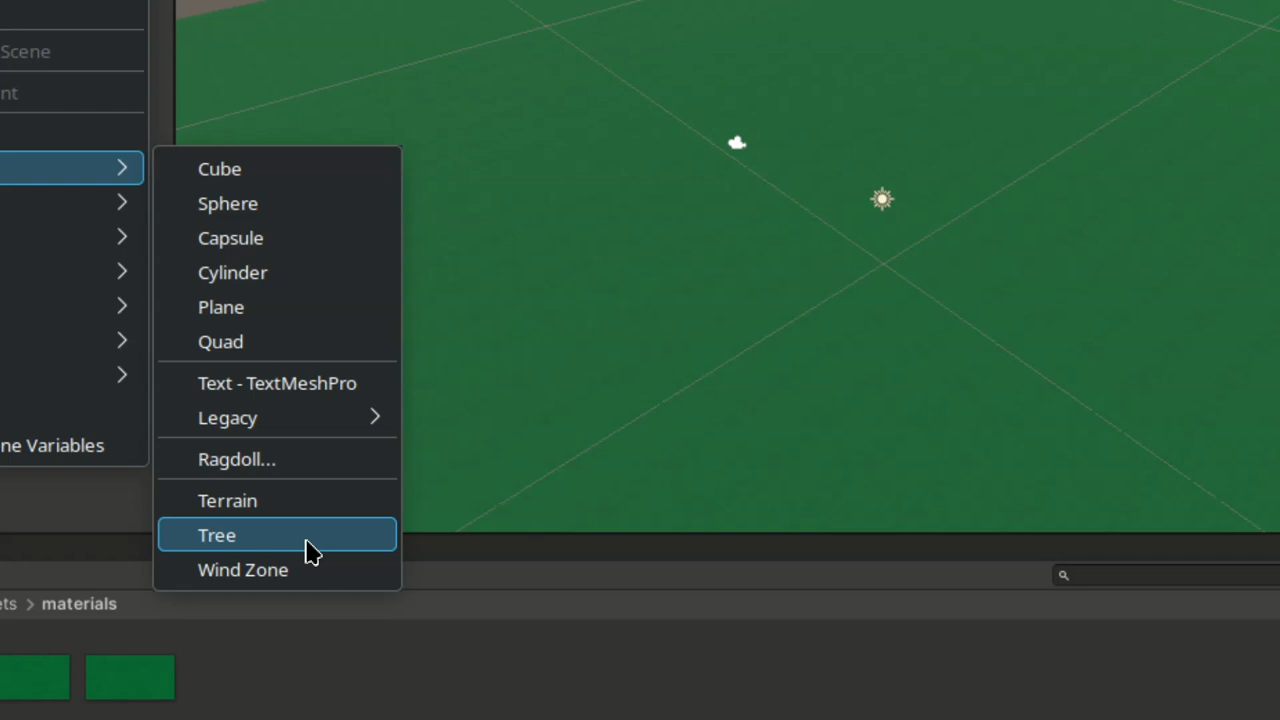 Scene
nt
Cube
Sphere
Capsule
Cylinder
Plane
Quad
Text - TextMeshPro
Legacy
ne Variables
Ragdoll...
Terrain
Tree
Wind Zone
ets > materials